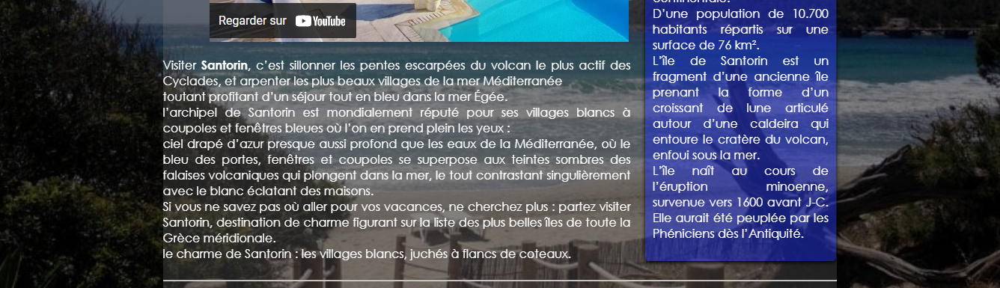 Regarder sur YouTube
Visiter Santorin, c’est sillonner les pentes escarpées du volcan le plus actif des
Cyclades, et arpenter les plus beaux villages de la mer Méditerranée
toutant profitant d’un séjour tout en bleu dans la mer Égée.
l’archipel de Santorin est mondialement réputé pour ses villages blancs à
coupoles et fenêtres bleues où l’on en prend plein les yeux :
ciel drapé d’azur presque aussi profond que les eaux de la Méditerranée, où le
bleu des portes, fenêtres et coupoles se superpose aux teintes sombres des
falaises volcaniques qui plongent dans la mer, le tout contrastant singulièrement
avec le blanc éclatant des maisons.
Si vous ne savez pas où aller pour vos vacances, ne cherchez plus : partez visiter
Santorin, destination de charme figurant sur la liste des plus belles îles de toute la
Grèce méridionale.
le charme de Santorin : les villages blancs, juchés à flancs de coteaux.
continentale.
D’une population de 10.700
habitants répartis sur une
surface de 76 km².
L’île de Santorin est un
fragment d’une ancienne île
prenant la forme d’un
croissant de lune articulé
autour d’une caldeira qui
entoure le cratère du volcan,
enfoui sous la mer.
L’île naît au cours de
l’éruption minoenne,
survenue vers 1600 avant J-C.
Elle aurait été peuplée par les
Phéniciens dès l’Antiquité.